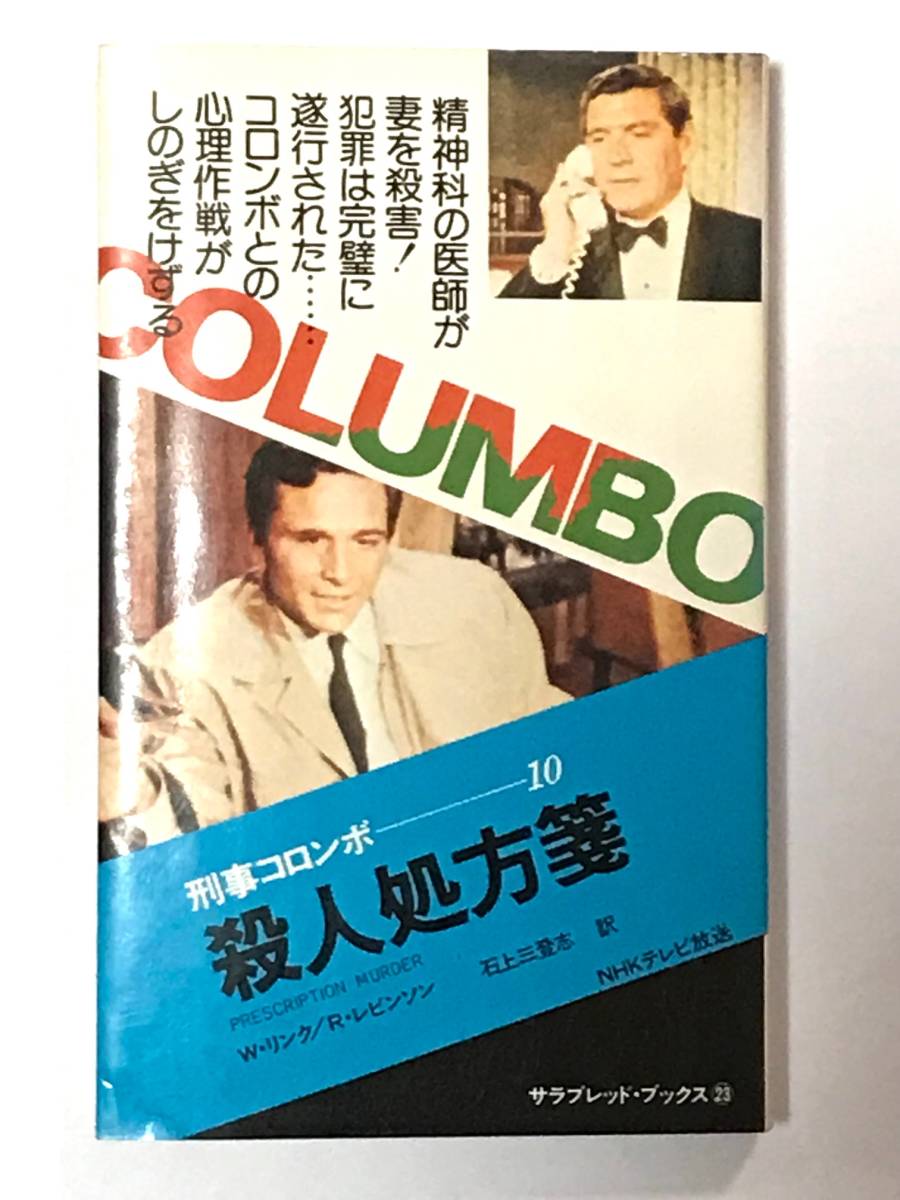 精神科の医師が
妻を殺害！
犯罪は完璧に
遂行された……
コロンボとの
心理作戦が
しのぎをけずる
COLUMBO
刑事コロンボ——10
殺人処方箋
PRESCRIPTION MURDER
石上三登志 訳
W・リンク／R・レビンソン
NHKテレビ放送
サラブレッド・ブックス㉓